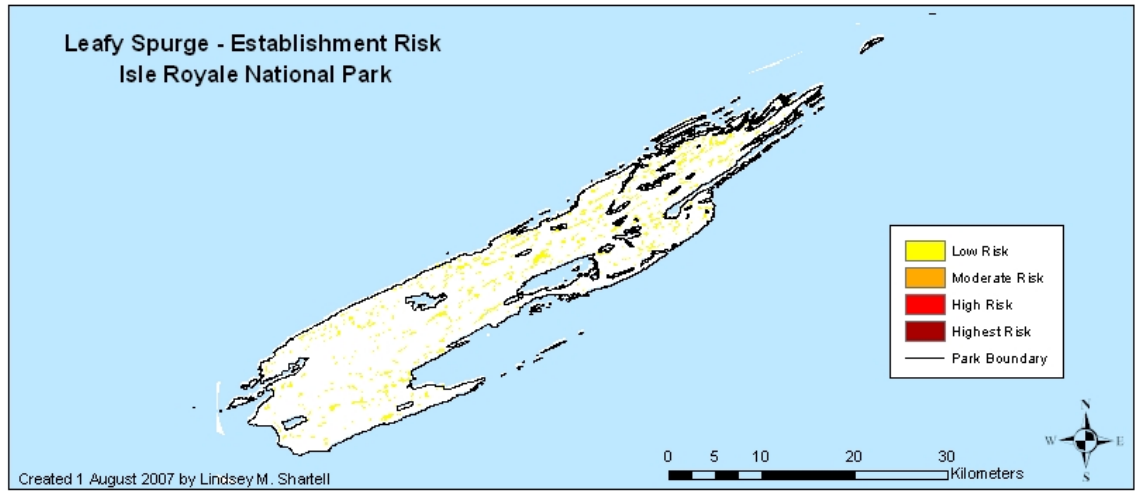 Leafy Spurge - Establishment Risk
Isle Royale National Park
Low Risk
Moderate Risk
High Risk
Highest Risk
Park Boundary
N
W E
S
0 5 10 20 30
Kilometers
Created 1 August 2007 by Lindsey M. Shartell